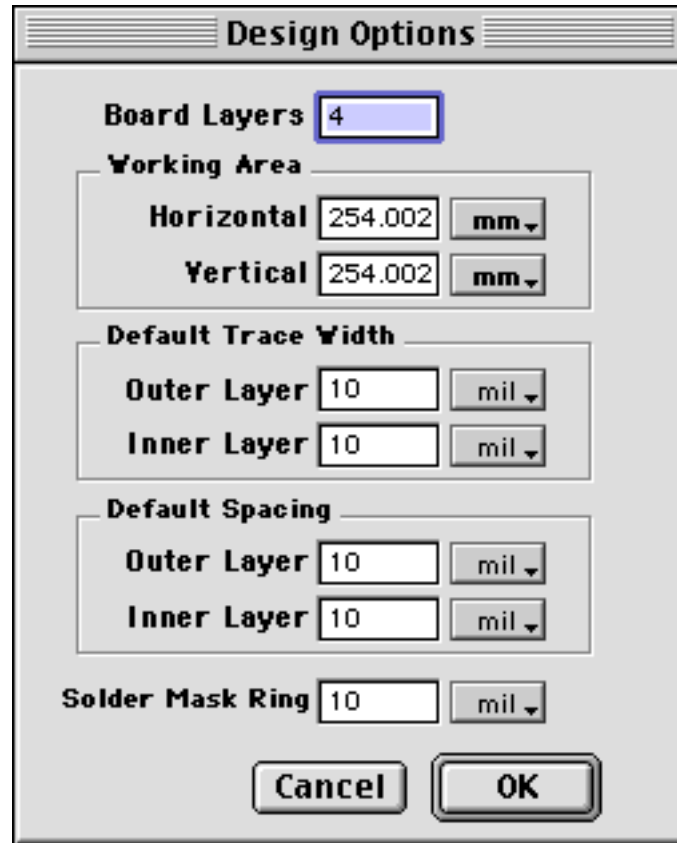 Design Options
Board Layers 4
Working Area
Horizontal 254.002 mm
Vertical 254.002 mm
Default Trace Width
Outer Layer 10 mil
Inner Layer 10 mil
Default Spacing
Outer Layer 10 mil
Inner Layer 10 mil
Solder Mask Ring 10 mil
Cancel OK